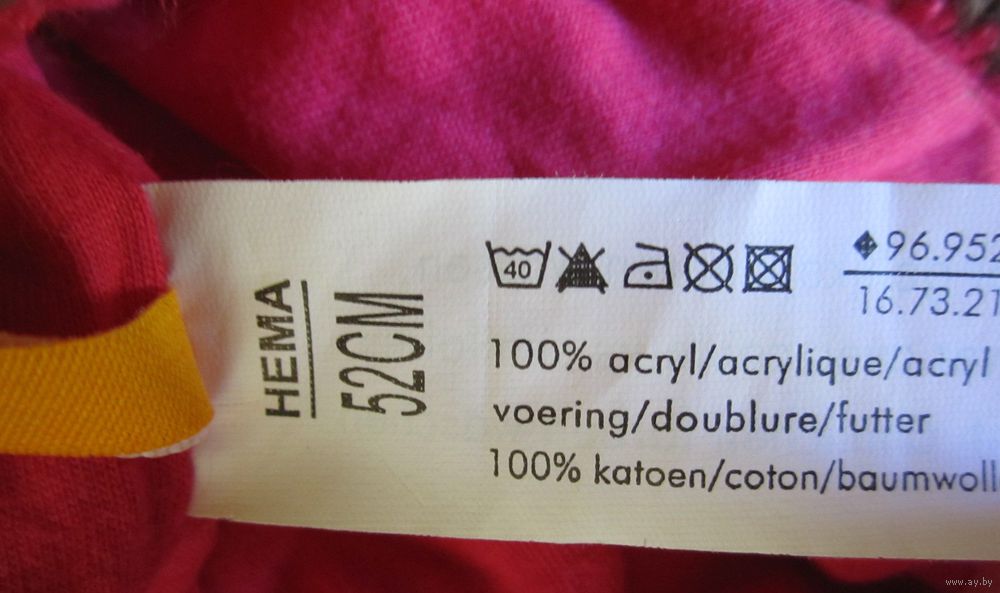 HEMA
52CM
40
96.952
16.73.21
100% acryl/acrylique/acryl
voering/doublure/futter
100% katoen/coton/baumwoll
www.ay.by